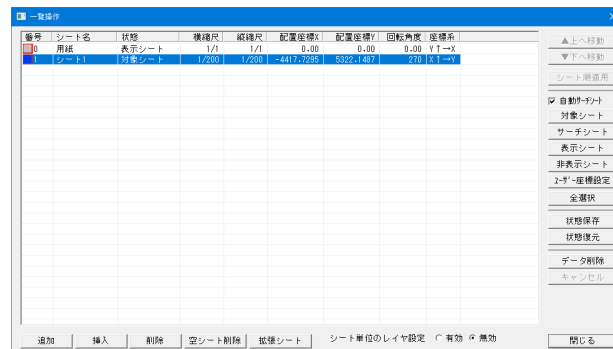 一覧操作
番号 シート名 状態 横縮尺 縦縮尺 配置座標X 配置座標Y 回転角度 座標系
0 用紙 表示シート 1/1 1/1 0.00 0.00 0.00 Y↑→X
1 シート1 対象シート 1/200 1/200 -4417.7295 5322.1487 270 X↑→Y
▲上へ移動
▼下へ移動
シート順適用
自動サーチシート
対象シート
サーチシート
表示シート
非表示シート
ユーザー座標設定
全選択
状態保存
状態復元
データ削除
キャンセル
追加 挿入 削除 空シート削除 拡張シート シート単位のレイヤ設定 有効 無効 閉じる